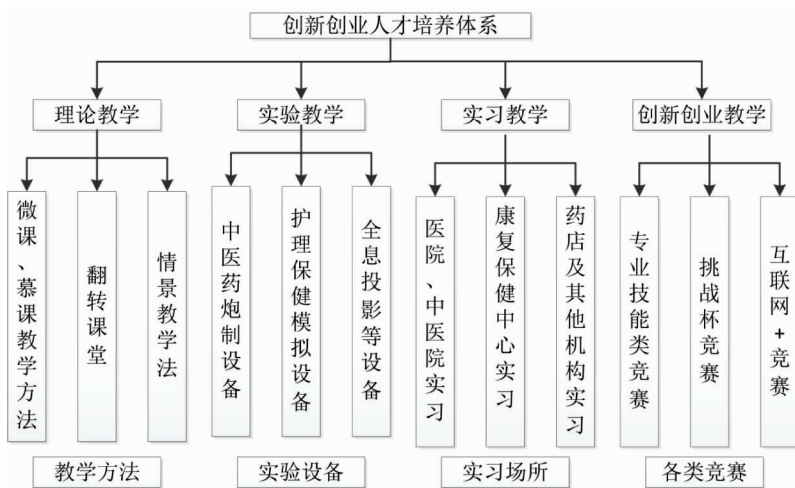 创新创业人才培养体系
理论教学
实验教学
实习教学
创新创业教学
微课、慕课教学方法
翻转课堂
情景教学法
中医药炮制设备
护理保健模拟设备
全息投影等设备
医院、中医院实习
康复保健中心实习
药店及其他机构实习
专业技能类竞赛
挑战杯竞赛
互联网+竞赛
教学方法
实验设备
实习场所
各类竞赛